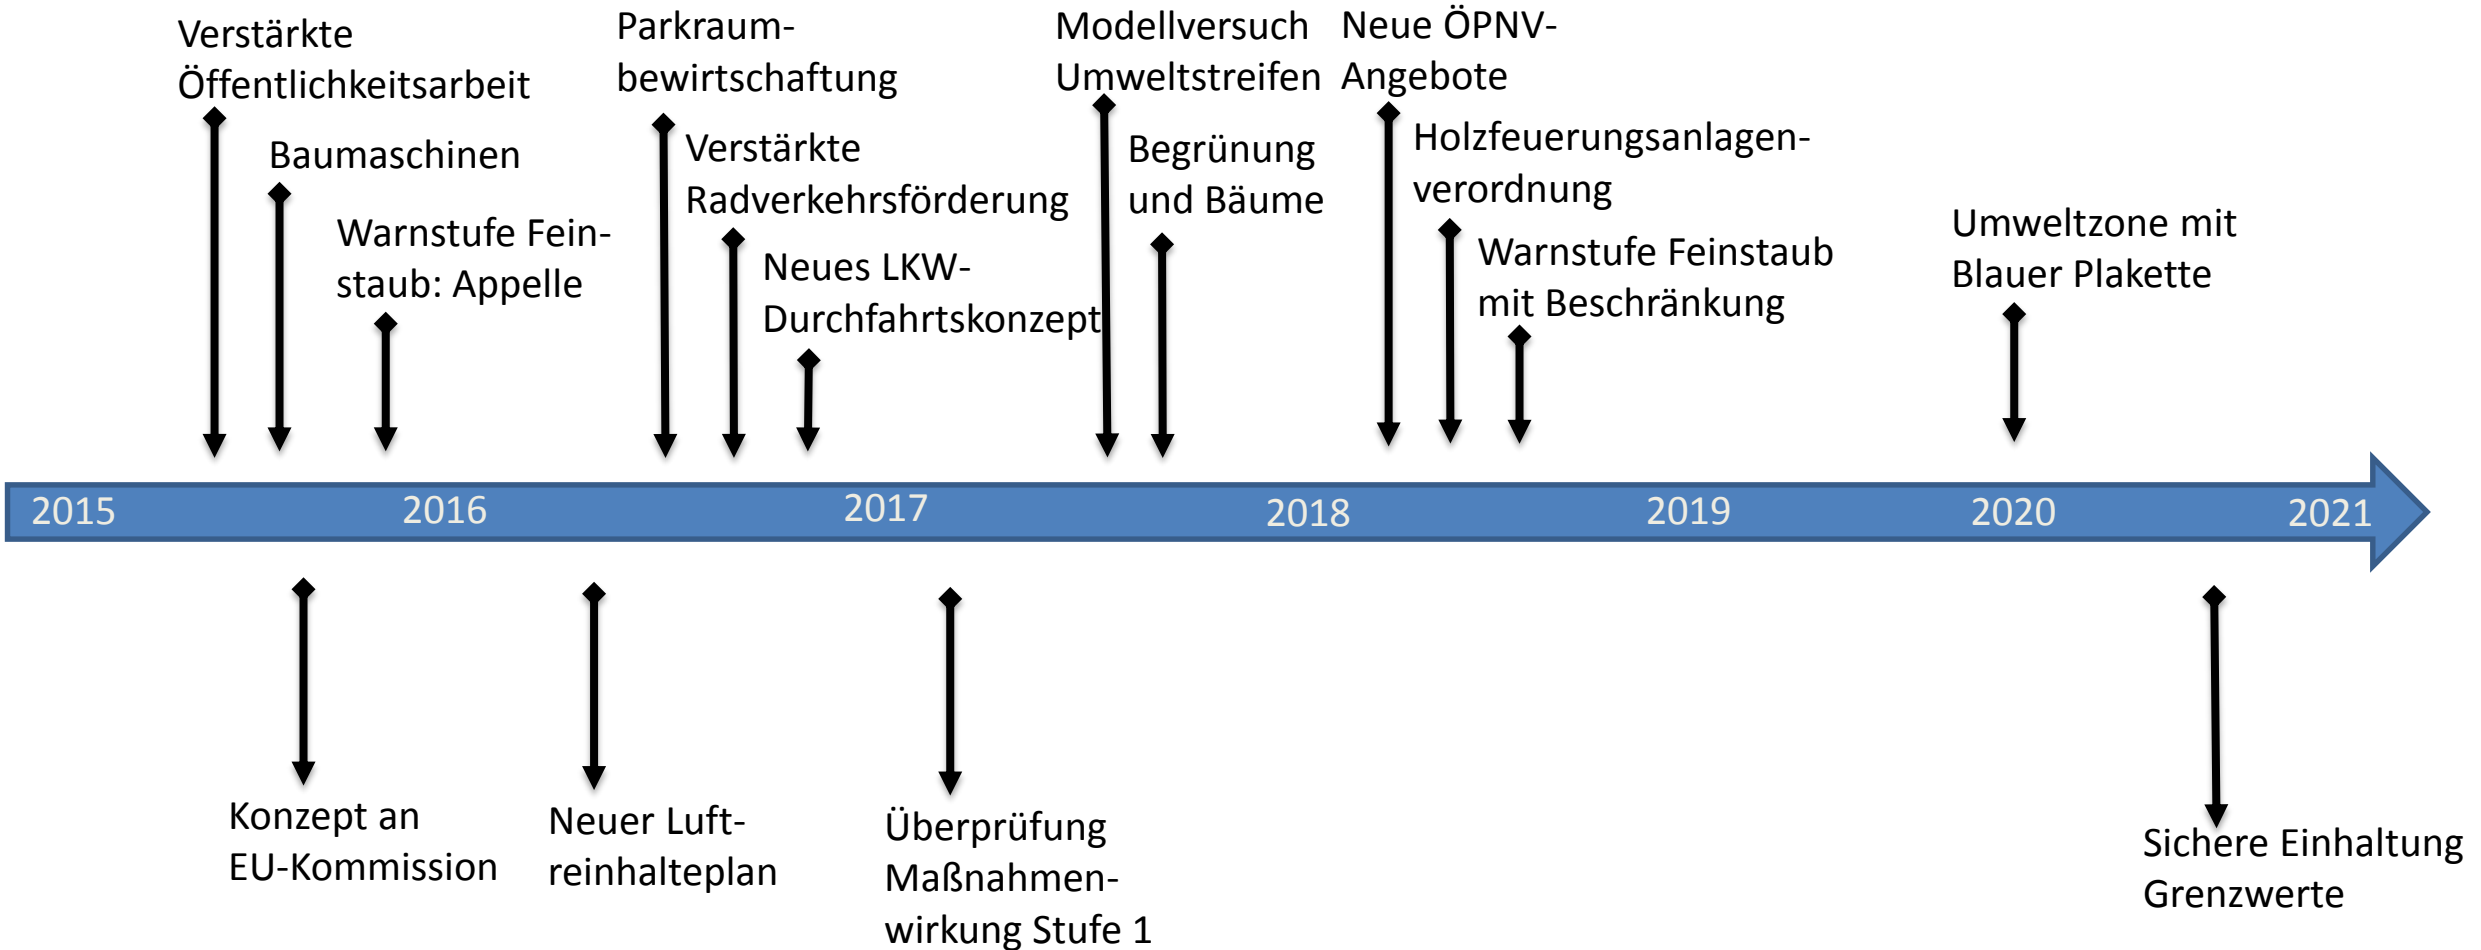 Verstärkte
Öffentlichkeitsarbeit
Baumaschinen
Warnstufe Fein-
staub: Appelle
Parkraum-
bewirtschaftung
Verstärkte
Radverkehrsförderung
Neues LKW-
Durchfahrtskonzept
Modellversuch
Umweltstreifen
Begrünung
und Bäume
Neue ÖPNV-
Angebote
Holzfeuerungsanlagen-
verordnung
Warnstufe Feinstaub
mit Beschränkung
Umweltzone mit
Blauer Plakette
2015 2016 2017 2018 2019 2020 2021
Konzept an
EU-Kommission
Neuer Luft-
reinhalteplan
Überprüfung
Maßnahmen-
wirkung Stufe 1
Sichere Einhaltung
Grenzwerte